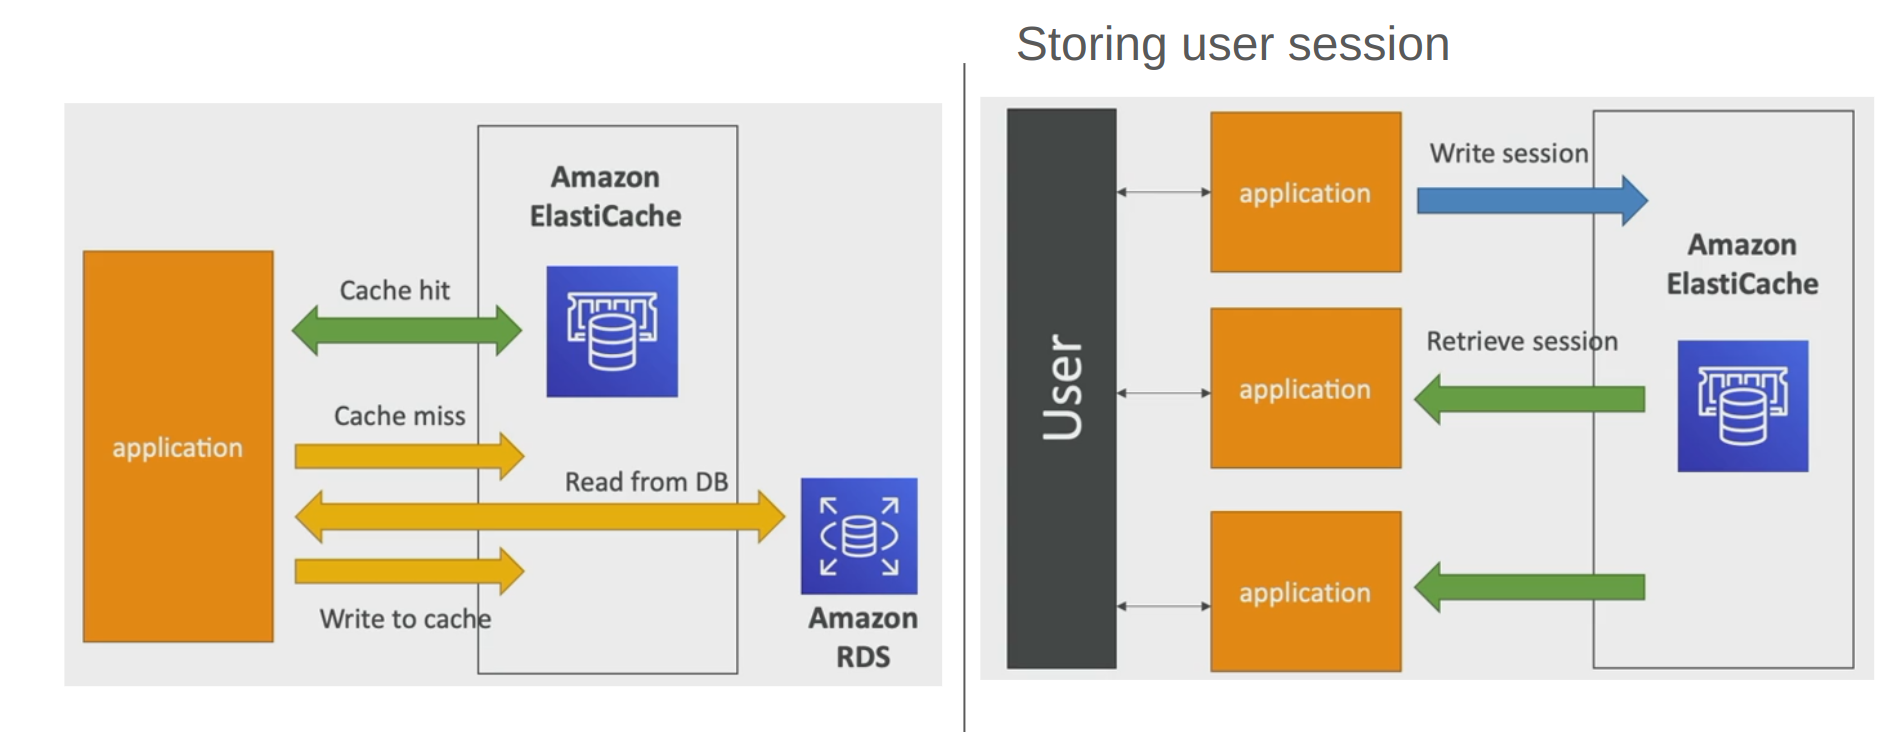 Storing user session
Amazon
ElastiCache
Cache hit
Cache miss
application
Read from DB
Write to cache
Amazon
RDS
User
application
Write session
Amazon
ElastiCache
Retrieve session
application
application